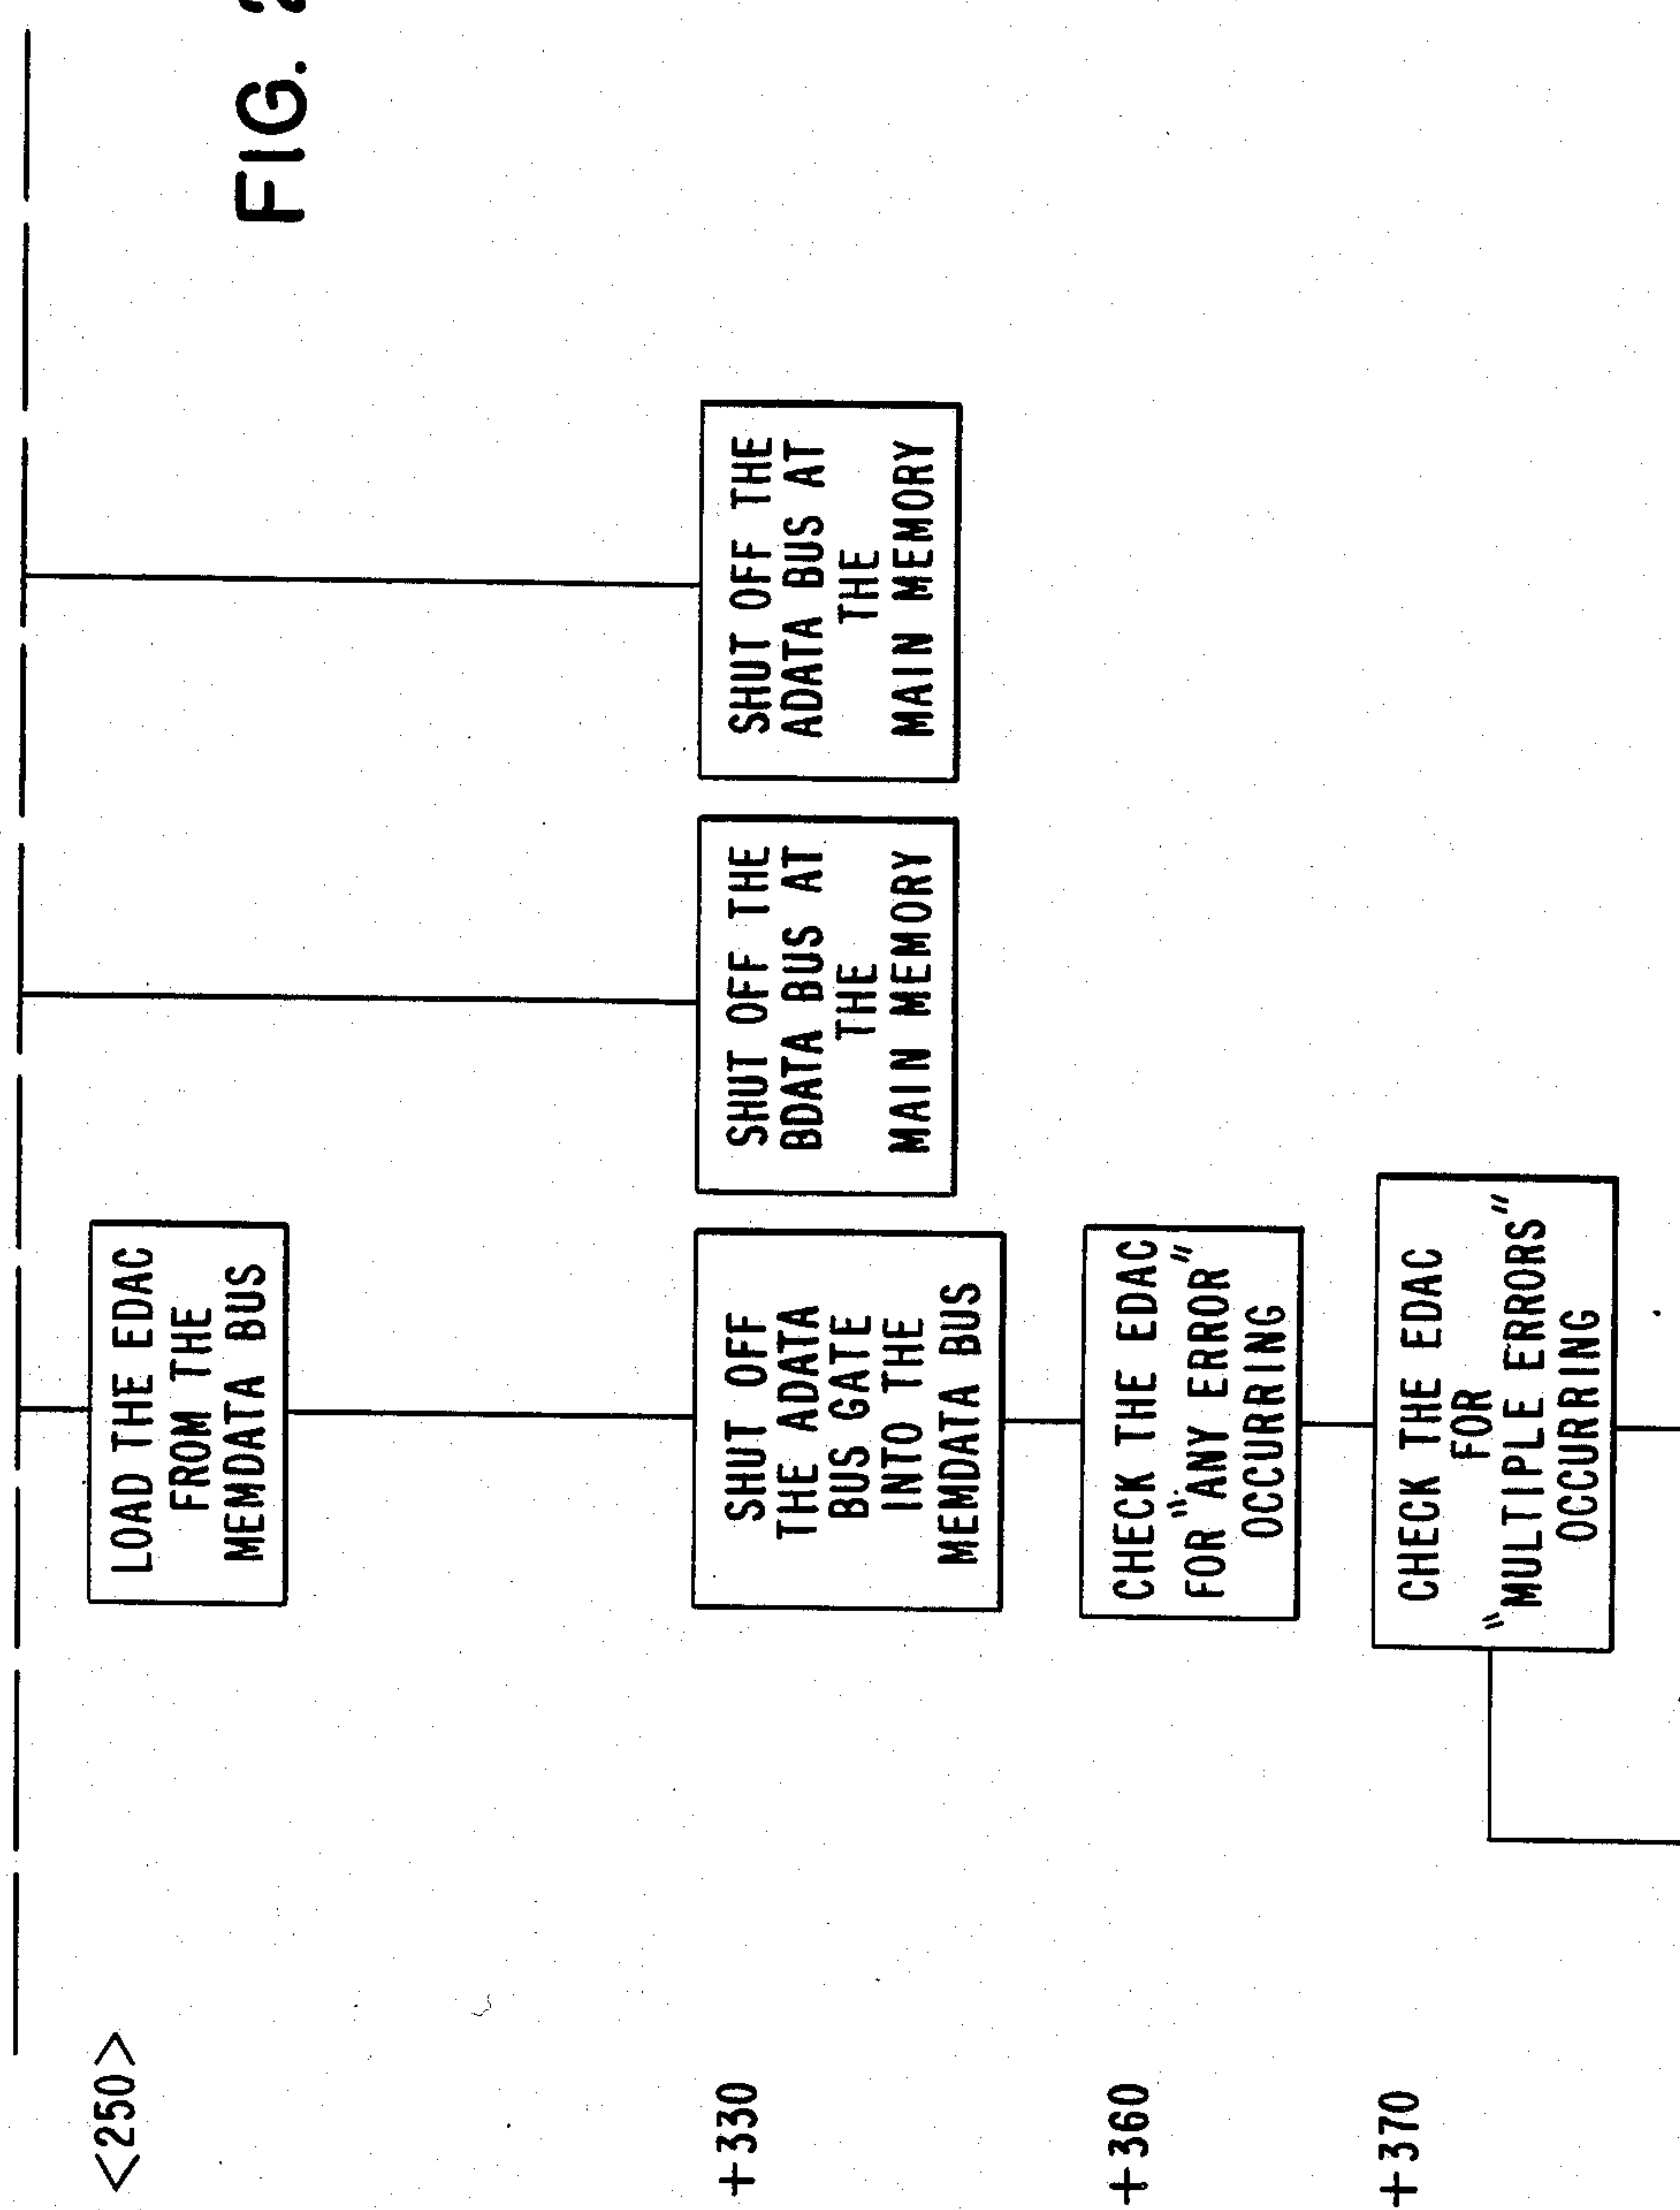 <250>
LOAD THE EDAC
FROM THE
MEMDATA BUS
FIG.
+330
SHUT OFF
THE ADATA
BUS GATE
INTO THE
MEMDATA BUS
SHUT OFF THE
BDATA BUS AT
THE
MAIN MEMORY
SHUT OFF THE
ADATA BUS AT
THE
MAIN MEMORY
+360
CHECK THE EDAC
FOR "ANY ERROR"
OCCURRING
+370
CHECK THE EDAC
FOR
"MULTIPLE ERRORS"
OCCURRING